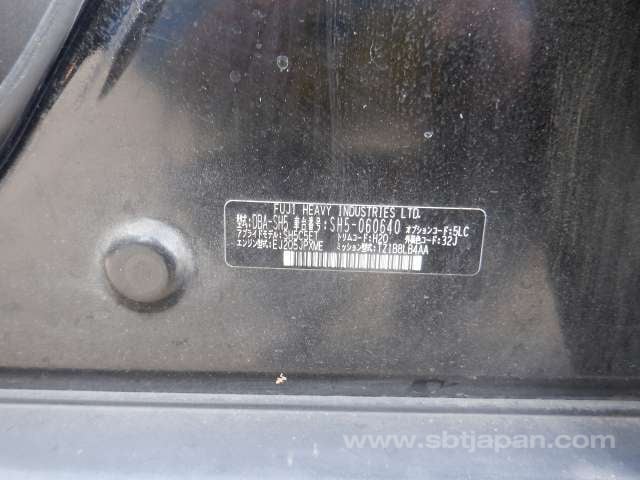 FUJI HEAVY INDUSTRIES LTD.
型式: DBA-SH5 車台番号: SH5-060640 オプションコード: 5LC
アプライドモデル: SH5C5ET トリムコード: H20 外装色コード: 32J
エンジン型式: EJ205JPXME ミッション型式: TZ1B8LB4AA
www.sbtjapan.com